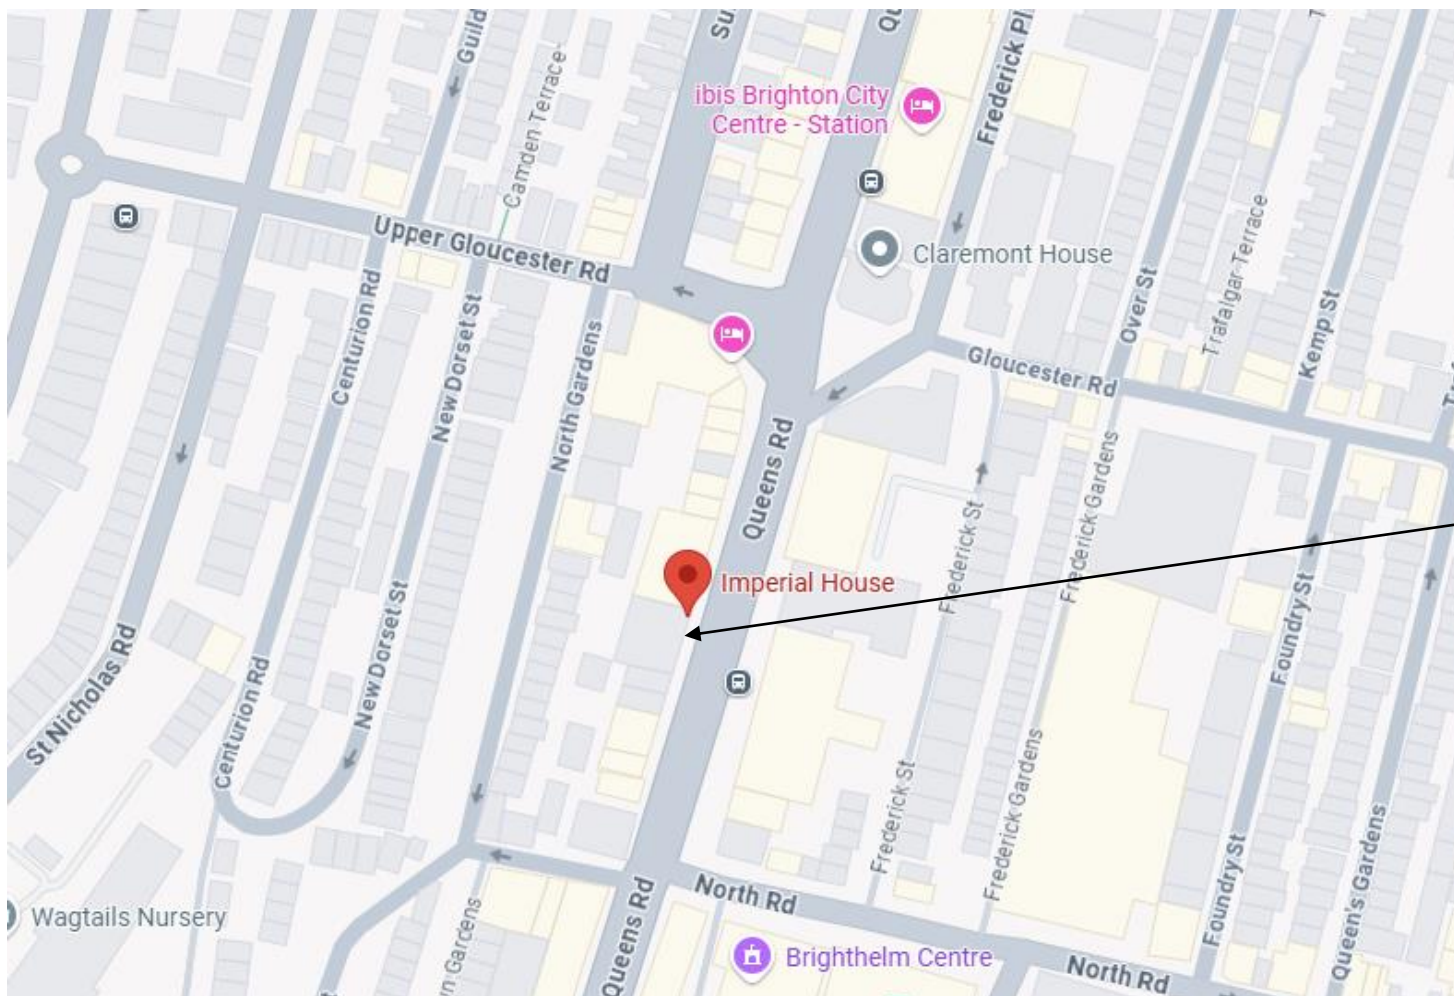 Guild
Su
Qu
Frederick Pl
Camden Terrace
ibis Brighton City
Centre - Station
Upper Gloucester Rd
Claremont House
Trafalgar Terrace
Over St
Kemp St
Centurion Rd
New Dorset St
North Gardens
Gloucester Rd
Queens Rd
Frederick St
Frederick Gardens
Imperial House
New Dorset St
Foundry St
St Nicholas Rd
Centurion Rd
Frederick St
Frederick Gardens
Foundry St
Queen's Gardens
North Rd
Queens Rd
Wagtails Nursery
n Gardens
Brighthelm Centre
North Rd